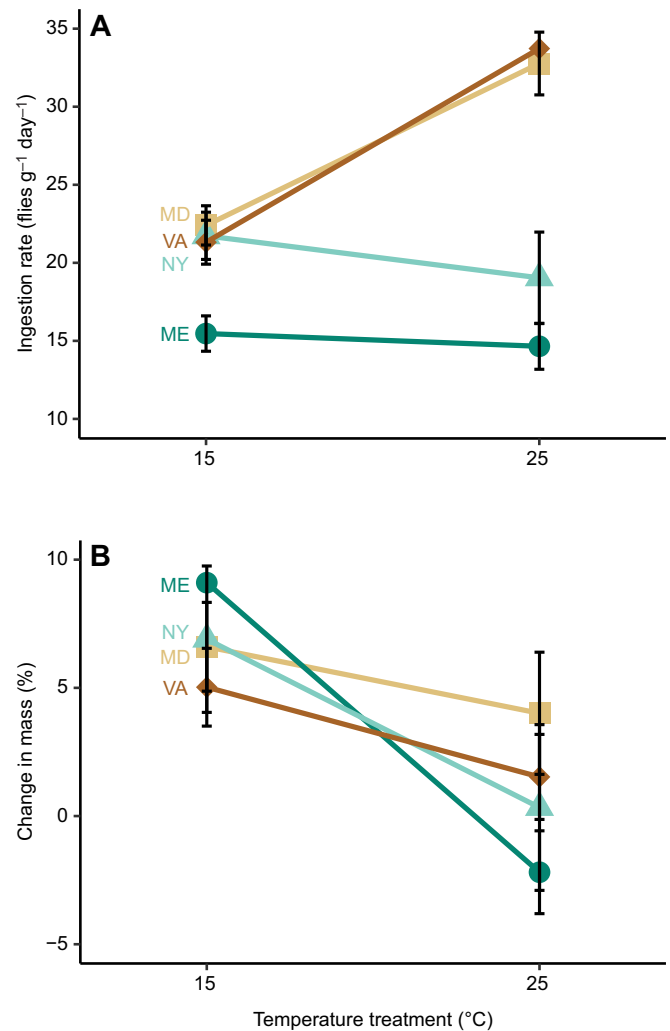 A
Ingestion rate (flies g⁻¹ day⁻¹)
35
30
25
20
15
10
MD
VA
NY
ME
15
25
B
Change in mass (%)
10
5
0
−5
ME
NY
MD
VA
15
25
Temperature treatment (°C)